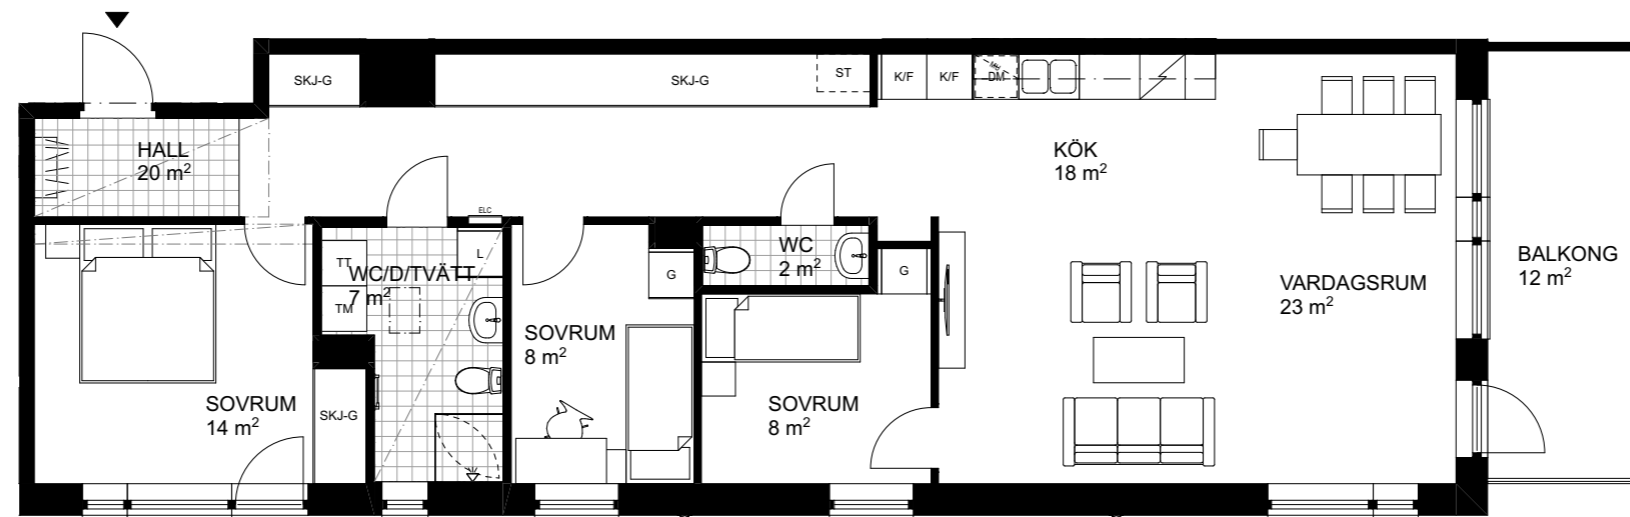 SKJ-G
SKJ-G
ST
K/F
K/F
DM
HALL
20 m²
KÖK
18 m²
ELC
TT
L
WC/D/TVÄTT
7 m²
TM
G
WC
2 m²
G
BALKONG
12 m²
VARDAGSRUM
23 m²
SOVRUM
8 m²
SOVRUM
14 m²
SKJ-G
SOVRUM
8 m²